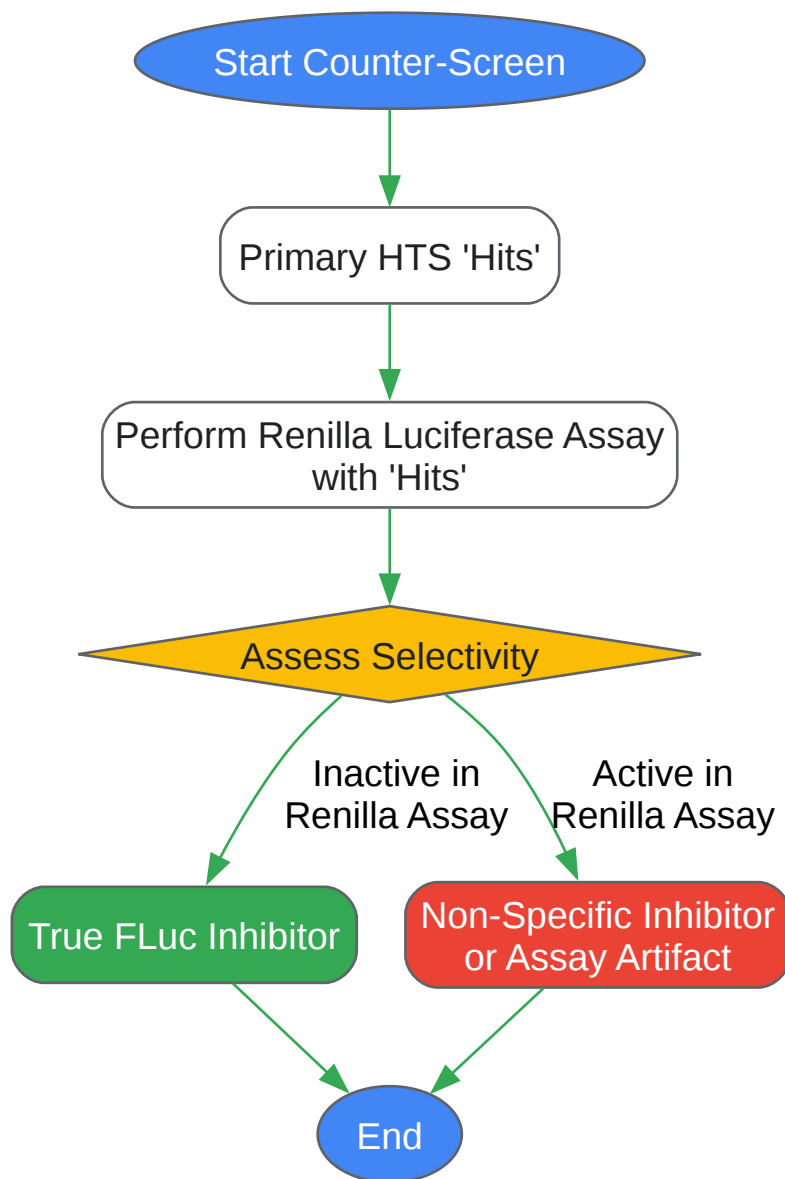 Start Counter-Screen
Primary HTS 'Hits'
Perform Renilla Luciferase Assay
with 'Hits'
Assess Selectivity
Inactive in
Renilla Assay
Active in
Renilla Assay
True FLuc Inhibitor
Non-Specific Inhibitor
or Assay Artifact
End